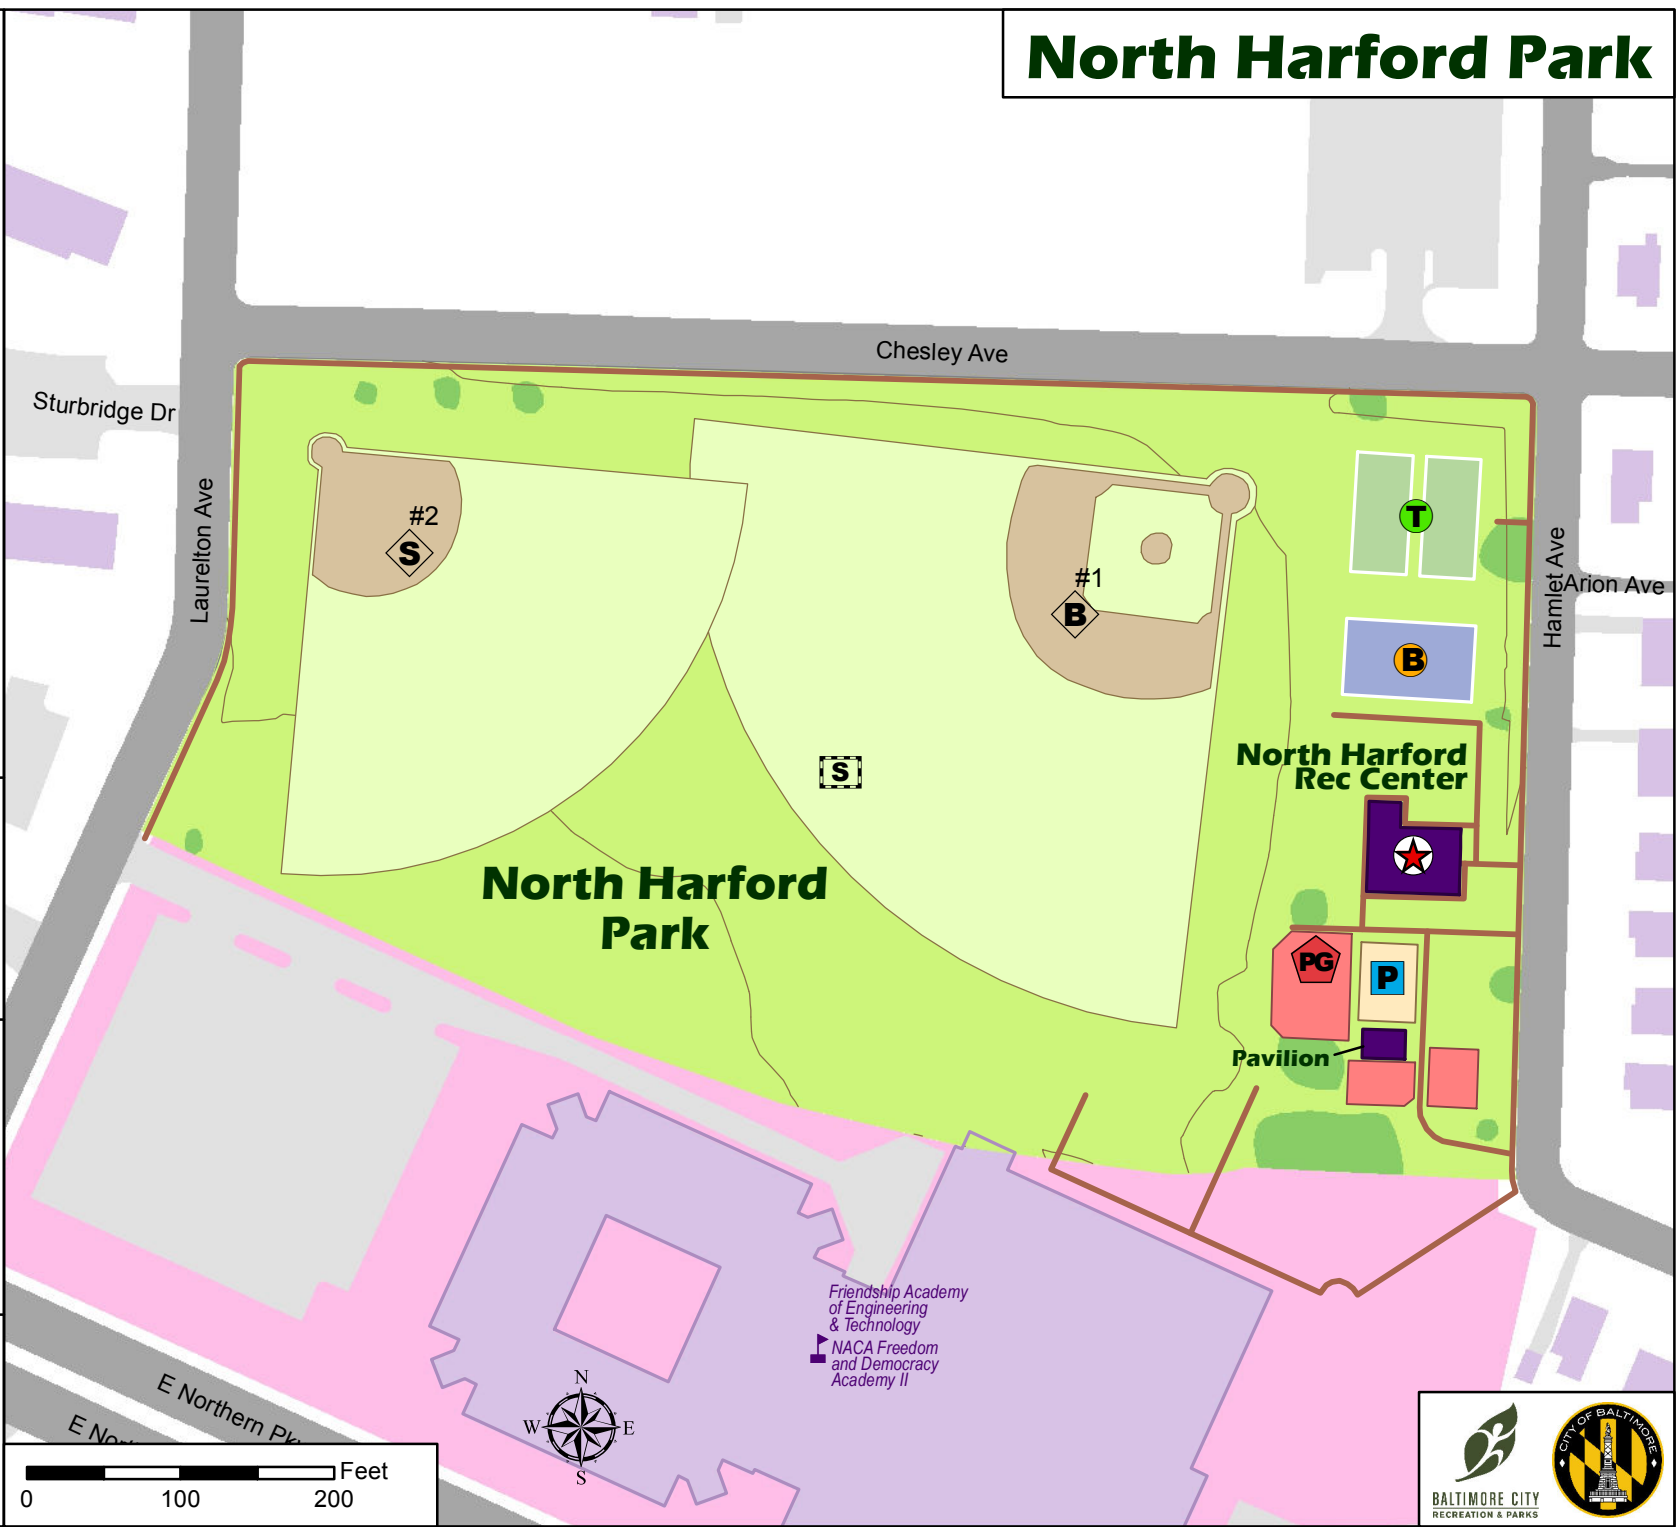 North Harford Park
Chesley Ave
Sturbridge Dr
Laurelton Ave
#2
S
#1
B
T
B
Hamlet Ave
Arion Ave
S
North Harford
Rec Center
North Harford
Park
PG
P
Pavilion
Friendship Academy
of Engineering
& Technology
NACA Freedom
and Democracy
Academy II
N
W
E
S
E Northern Pk
E Nor
Feet
0
100
200
BALTIMORE CITY
RECREATION & PARKS
CITY OF BALTIMORE